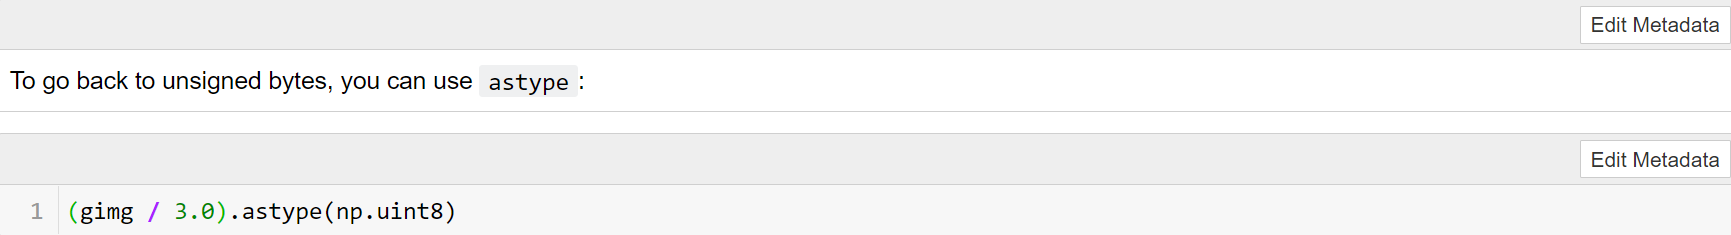 Edit Metadata
To go back to unsigned bytes, you can use astype:
Edit Metadata
1 (gimg / 3.0).astype(np.uint8)